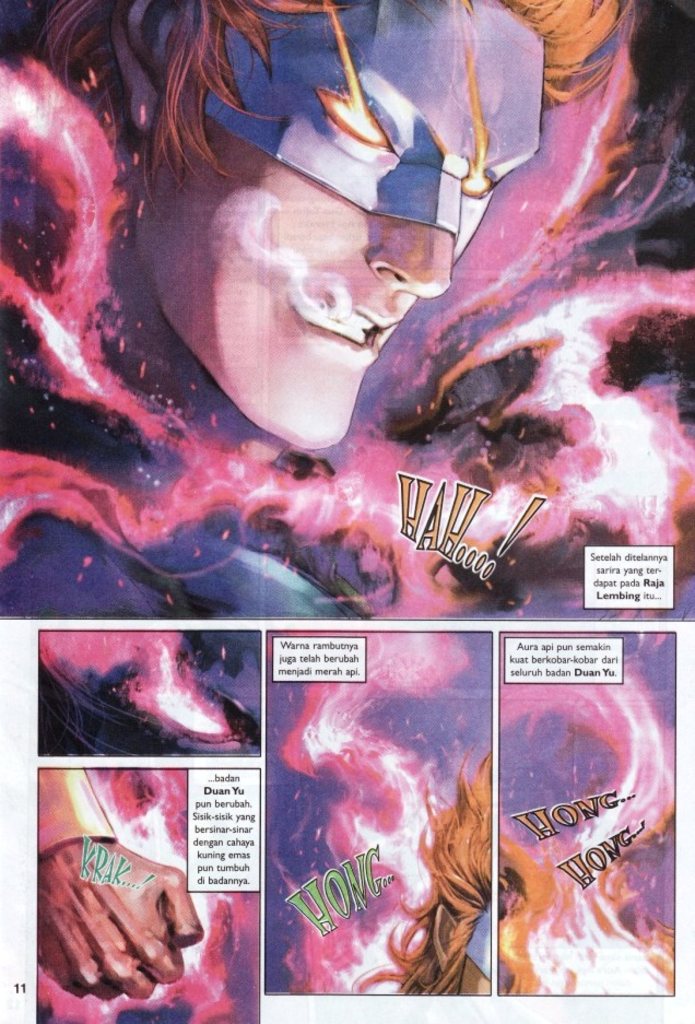 HAH....!
Setelah ditelannya
sarira yang ter-
dapat pada Raja
Lembing itu...
...badan
Duan Yu
pun berubah.
Sisik-sisik yang
bersinar-sinar
dengan cahaya
kuning emas
pun tumbuh
di badannya.
KRAK...!
Warna rambutnya
juga telah berubah
menjadi merah api.
HONG...
Aura api pun semakin
kuat berkobar-kobar dari
seluruh badan Duan Yu.
HONG...
HONG...!
11